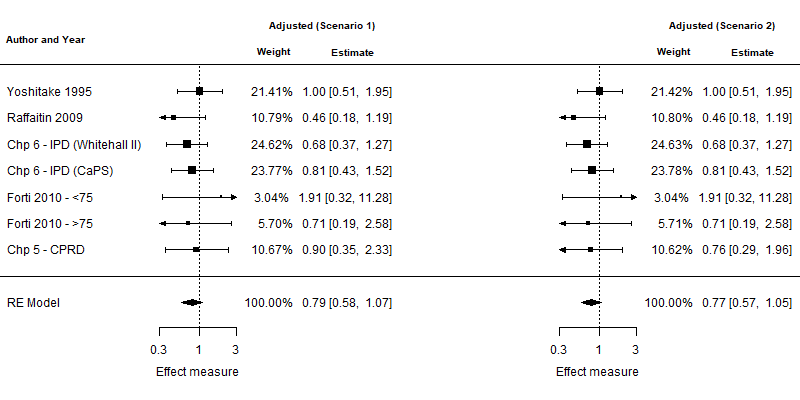 Adjusted (Scenario 1) Adjusted (Scenario 2)
Author and Year Weight Estimate Weight Estimate
Yoshitake 1995 21.41% 1.00 [0.51, 1.95] 21.42% 1.00 [0.51, 1.95]
Raffaitin 2009 10.79% 0.46 [0.18, 1.19] 10.80% 0.46 [0.18, 1.19]
Chp 6 - IPD (Whitehall II) 24.62% 0.68 [0.37, 1.27] 24.63% 0.68 [0.37, 1.27]
Chp 6 - IPD (CaPS) 23.77% 0.81 [0.43, 1.52] 23.78% 0.81 [0.43, 1.52]
Forti 2010 - <75 3.04% 1.91 [0.32, 11.28] 3.04% 1.91 [0.32, 11.28]
Forti 2010 - >75 5.70% 0.71 [0.19, 2.58] 5.71% 0.71 [0.19, 2.58]
Chp 5 - CPRD 10.67% 0.90 [0.35, 2.33] 10.62% 0.76 [0.29, 1.96]
RE Model 100.00% 0.79 [0.58, 1.07] 100.00% 0.77 [0.57, 1.05]
0.3 1 3 0.3 1 3
Effect measure Effect measure